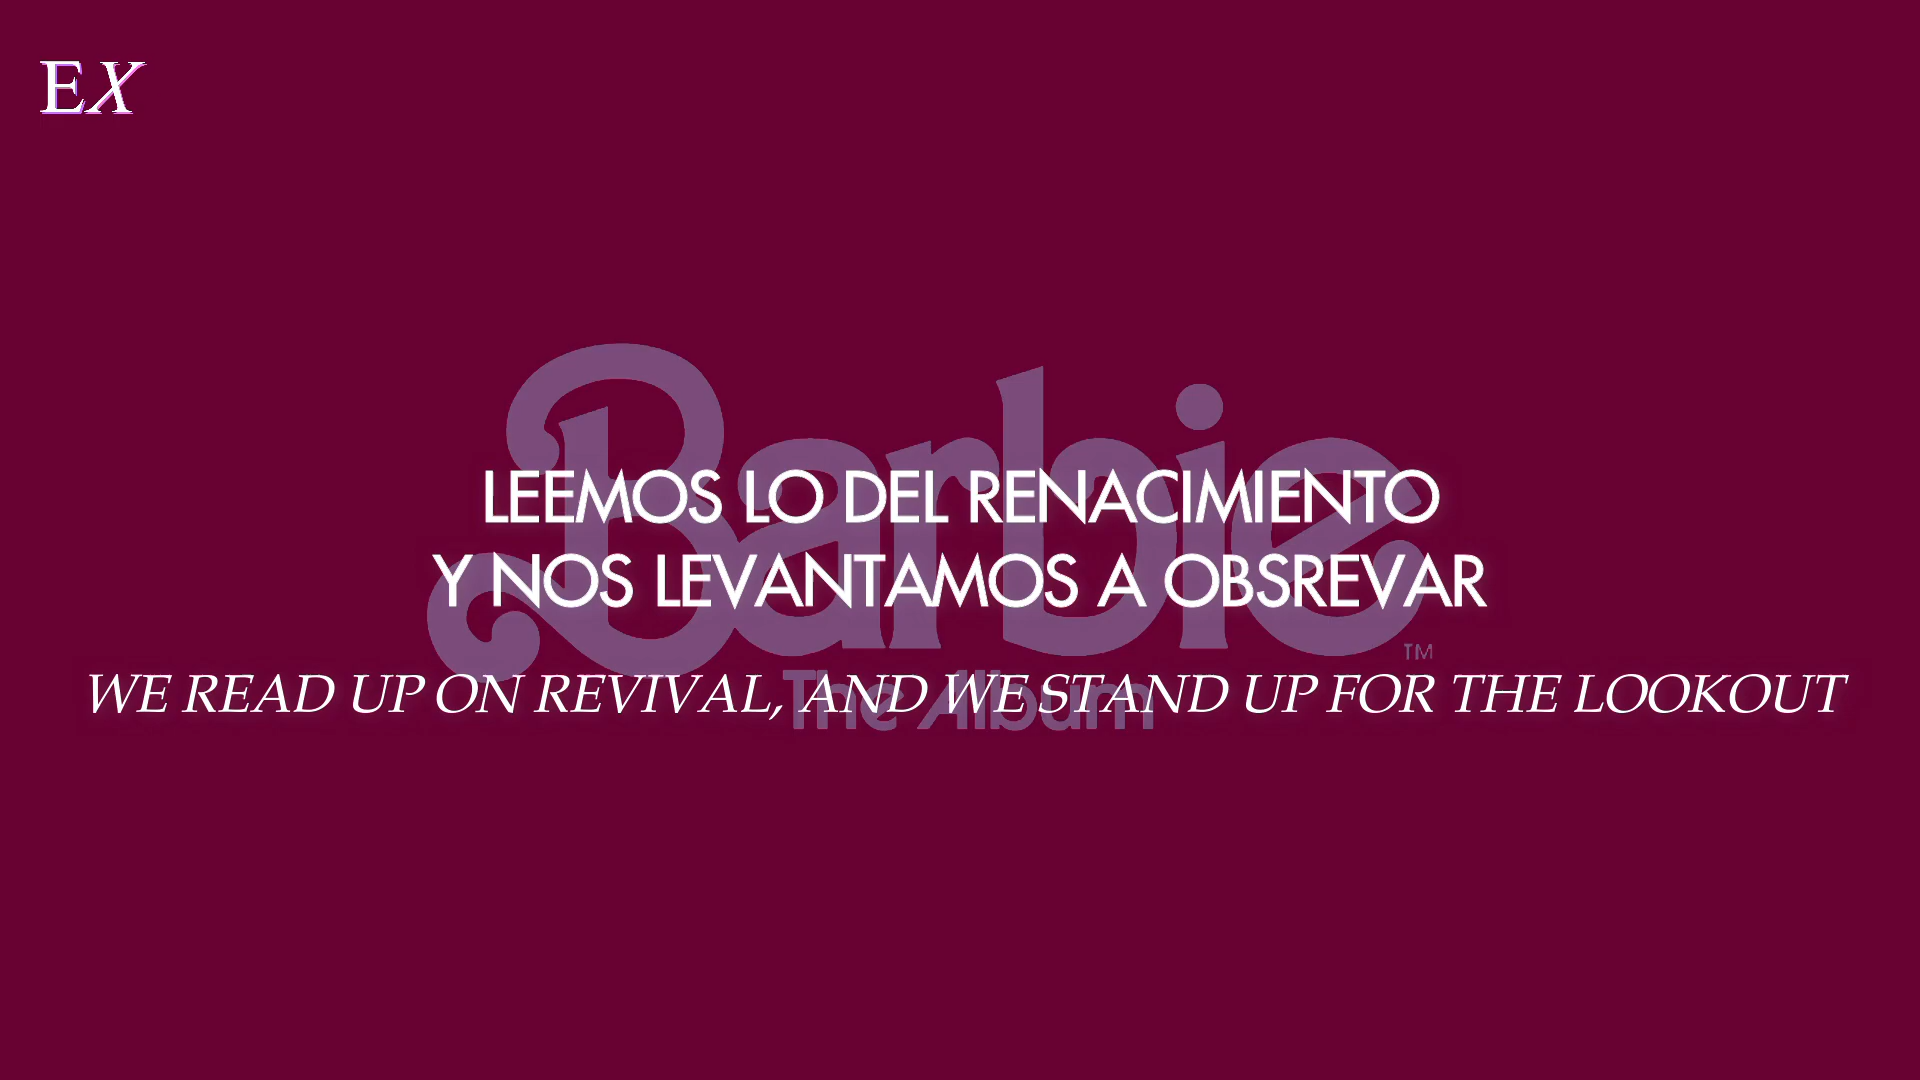 EX
Barbie
LEEMOS LO DEL RENACIMIENTO
Y NOS LEVANTAMOS A OBSREVAR
TM
The Album
WE READ UP ON REVIVAL, AND WE STAND UP FOR THE LOOKOUT